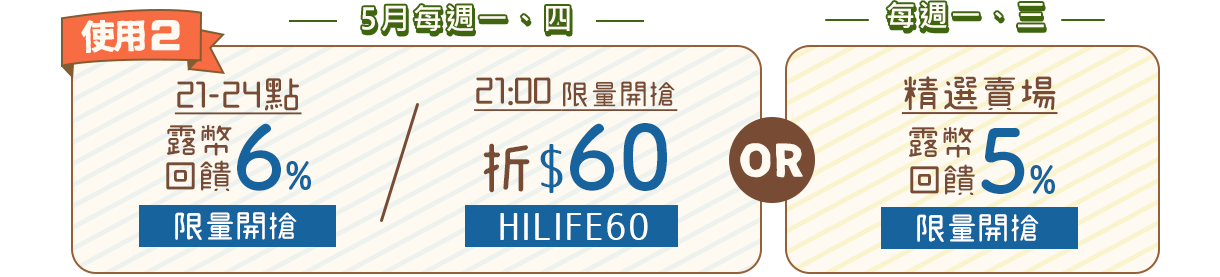 使用2
5月每週一、四
21-24點
露幣
回饋6%
限量開搶
21:00 限量開搶
折$60
HILIFE60
OR
每週一、三
精選賣場
露幣
回饋5%
限量開搶